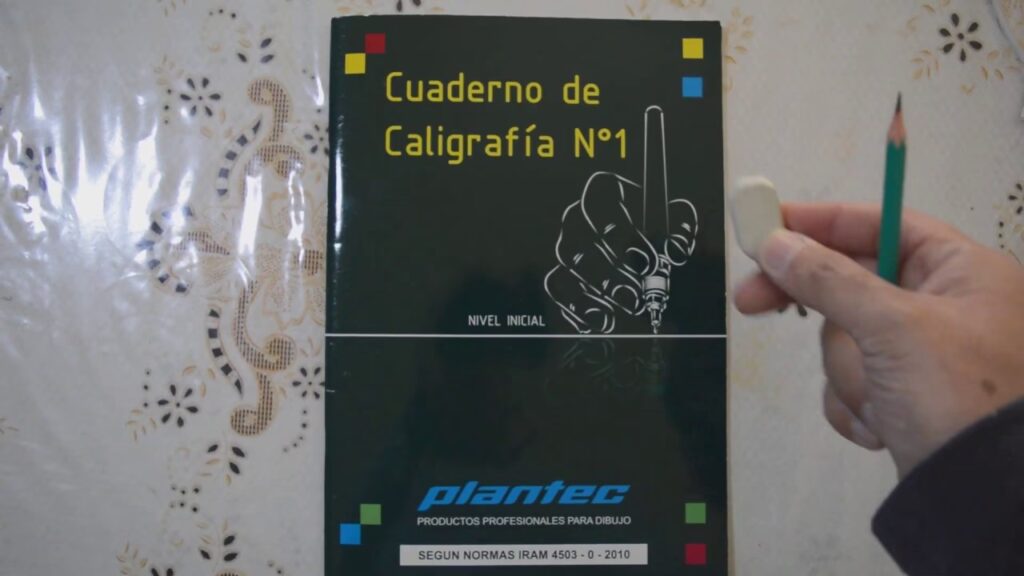 Cuaderno de
Caligrafía N°1
NIVEL INICIAL
plantec
PRODUCTOS PROFESIONALES PARA DIBUJO
SEGUN NORMAS IRAM 4503 - 0 - 2010